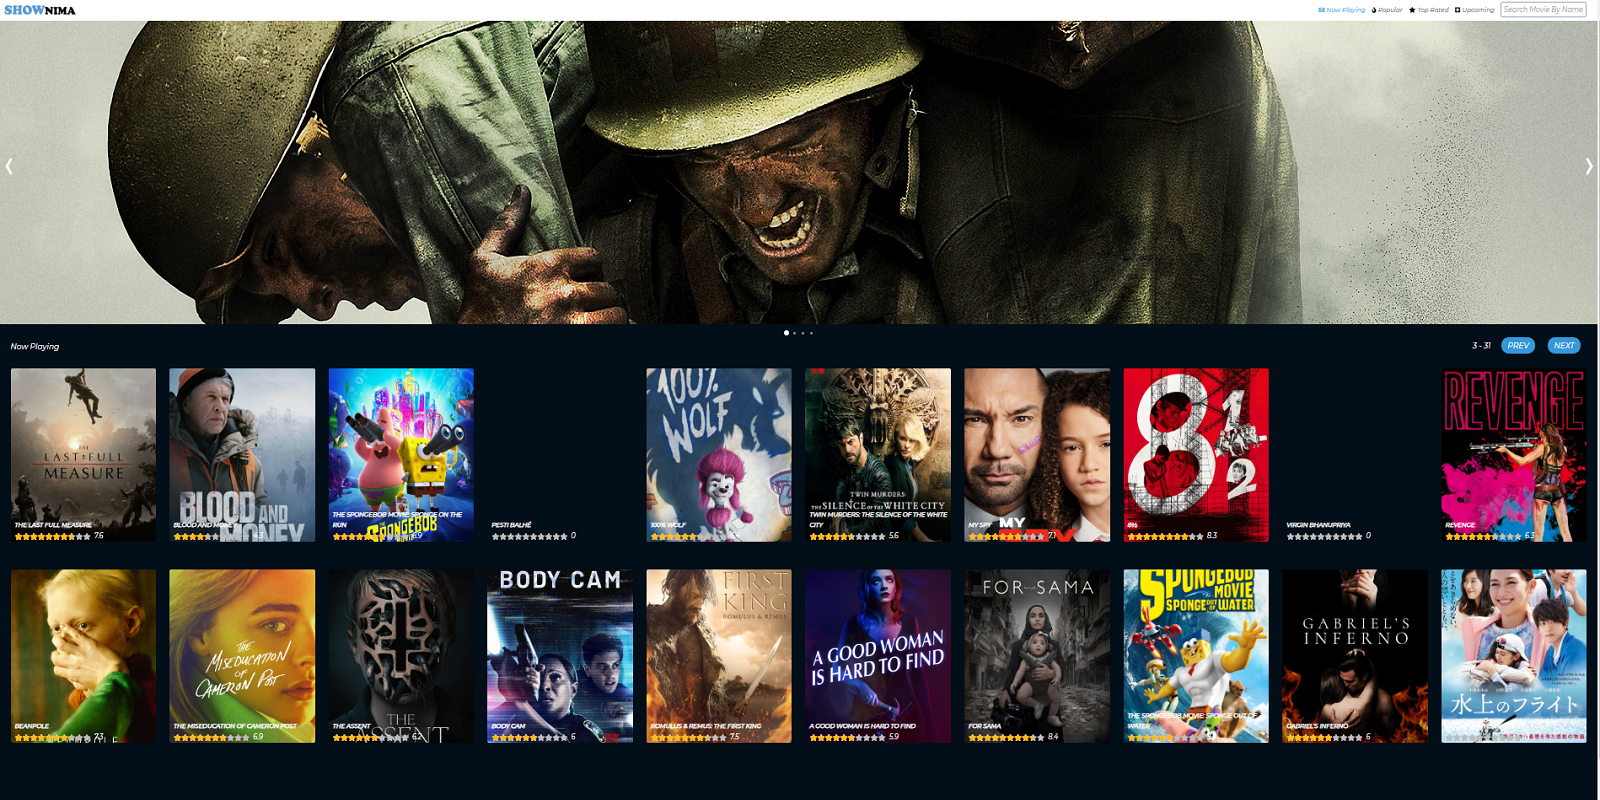 SHOWNIMA
Now Playing Popular Top Rated Upcoming Search Movie By Name
Now Playing
3 - 31 PREV NEXT
THE
LAST FULL
MEASURE
THE LAST FULL MEASURE
7.6
BLOOD AND
MONEY
BLOOD AND MONEY
4.3
THE SPONGEBOB MOVIE: SPONGE ON THE
RUN
SPONGEBOB
PESTI BALHÉ
0
100% WOLF
100% WOLF
TWIN MURDERS:
THE SILENCE OF THE WHITE CITY
TWIN MURDERS: THE SILENCE OF THE WHITE
CITY
5.6
MY
MY SPY
7.1
8 1/2
8½
8.3
VIRGIN BHANUPRIYA
0
REVENGE
REVENGE
6.3
BEANPOLE
7.3
THE
MISEDUCATION
OF
CAMERON POST
THE MISEDUCATION OF CAMERON POST
6.9
THE
ASSENT
THE ASSENT
BODY CAM
BODY CAM
6
FIRST
KING
ROMULUS & REMUS
ROMULUS & REMUS: THE FIRST KING
7.5
A GOOD WOMAN
IS HARD TO FIND
A GOOD WOMAN IS HARD TO FIND
5.9
FOR SAMA
FOR SAMA
8.4
SPONGEBOB
MOVIE
SPONGE OUT OF WATER
THE SPONGEBOB MOVIE: SPONGE OUT OF
WATER
GABRIEL'S
INFERNO
GABRIEL'S INFERNO
6
水上のフライト